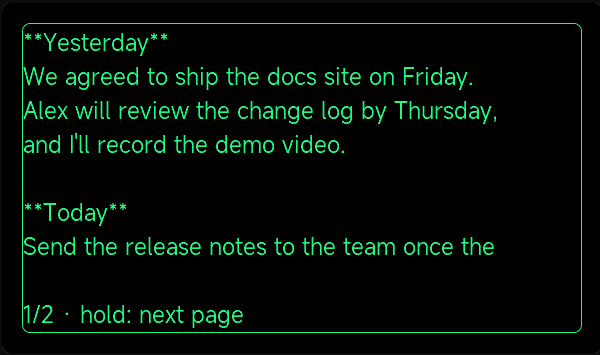 **Yesterday**
We agreed to ship the docs site on Friday.
Alex will review the change log by Thursday,
and I'll record the demo video.
**Today**
Send the release notes to the team once the
1/2 · hold: next page